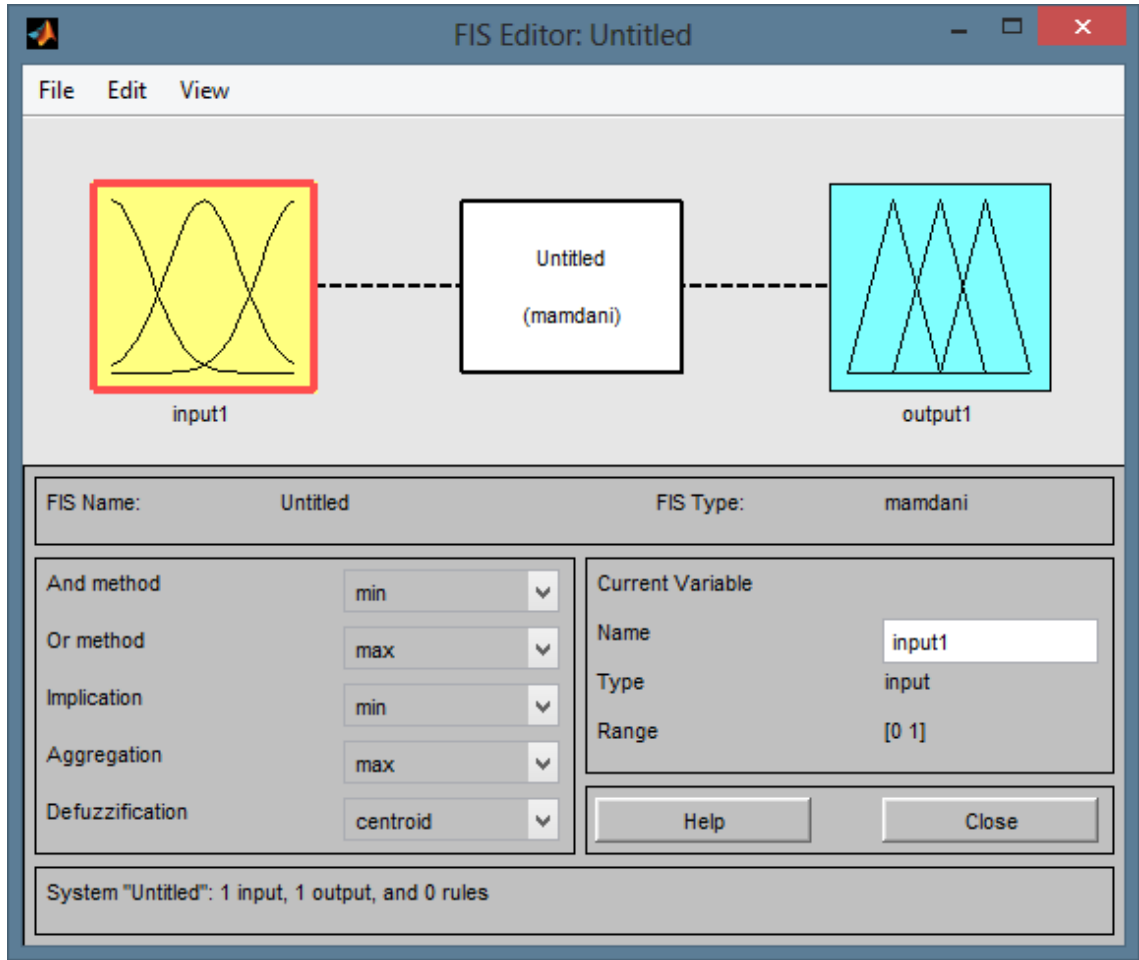 FIS Editor: Untitled
File Edit View
Untitled
(mamdani)
input1
output1
FIS Name: Untitled FIS Type: mamdani
And method min
Or method max
Implication min
Aggregation max
Defuzzification centroid
Current Variable
Name input1
Type input
Range [0 1]
Help Close
System "Untitled": 1 input, 1 output, and 0 rules